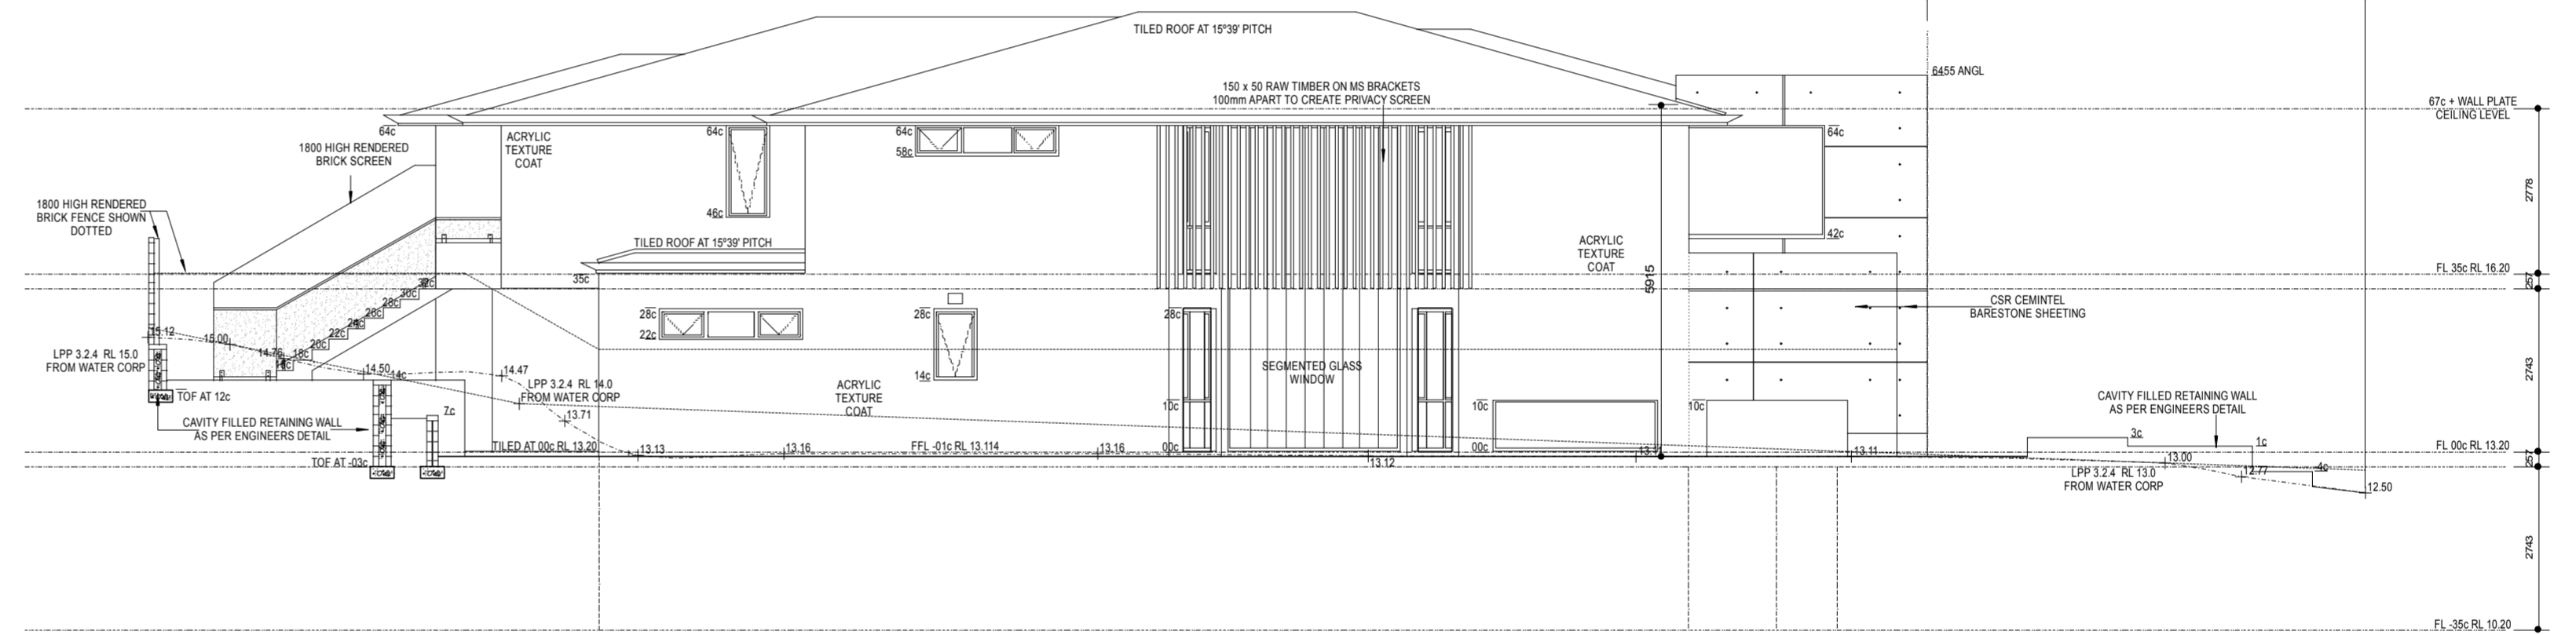 TILED ROOF AT 15º39' PITCH
6455 ANGL
150 x 50 RAW TIMBER ON MS BRACKETS
100mm APART TO CREATE PRIVACY SCREEN
67c + WALL PLATE
CEILING LEVEL
64c
ACRYLIC
TEXTURE
COAT
64c
64c
58c
64c
1800 HIGH RENDERED
BRICK SCREEN
2778
1800 HIGH RENDERED
BRICK FENCE SHOWN
DOTTED
46c
42c
TILED ROOF AT 15º39' PITCH
ACRYLIC
TEXTURE
COAT
5915
35c
FL 35c RL 16.20
257
32c
30c
28c
26c
24c
22c
20c
18c
28c
22c
28c
14c
28c
CSR CEMINTEL
BARESTONE SHEETING
15.12
15.00
14.76
14.50
14c
14.47
LPP 3.2.4 RL 15.0
FROM WATER CORP
SEGMENTED GLASS
WINDOW
2743
LPP 3.2.4 RL 14.0
FROM WATER CORP
ACRYLIC
TEXTURE
COAT
TOF AT 12c
7c
13.71
10c
10c
10c
CAVITY FILLED RETAINING WALL
AS PER ENGINEERS DETAIL
CAVITY FILLED RETAINING WALL
AS PER ENGINEERS DETAIL
3c
1c
TILED AT 00c RL 13.20
13.13
13.16
FFL -01c RL 13.114
13.16
00c
00c
13.11
FL 00c RL 13.20
257
TOF AT -03c
13.12
13.00
12.77
-4c
LPP 3.2.4 RL 13.0
FROM WATER CORP
12.50
2743
FL -35c RL 10.20